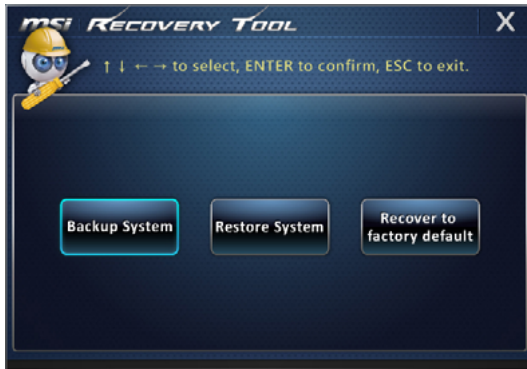 msi RECOVERY TOOL X
↑ ↓ ← → to select, ENTER to confirm, ESC to exit.
Backup System
Restore System
Recover to
factory default